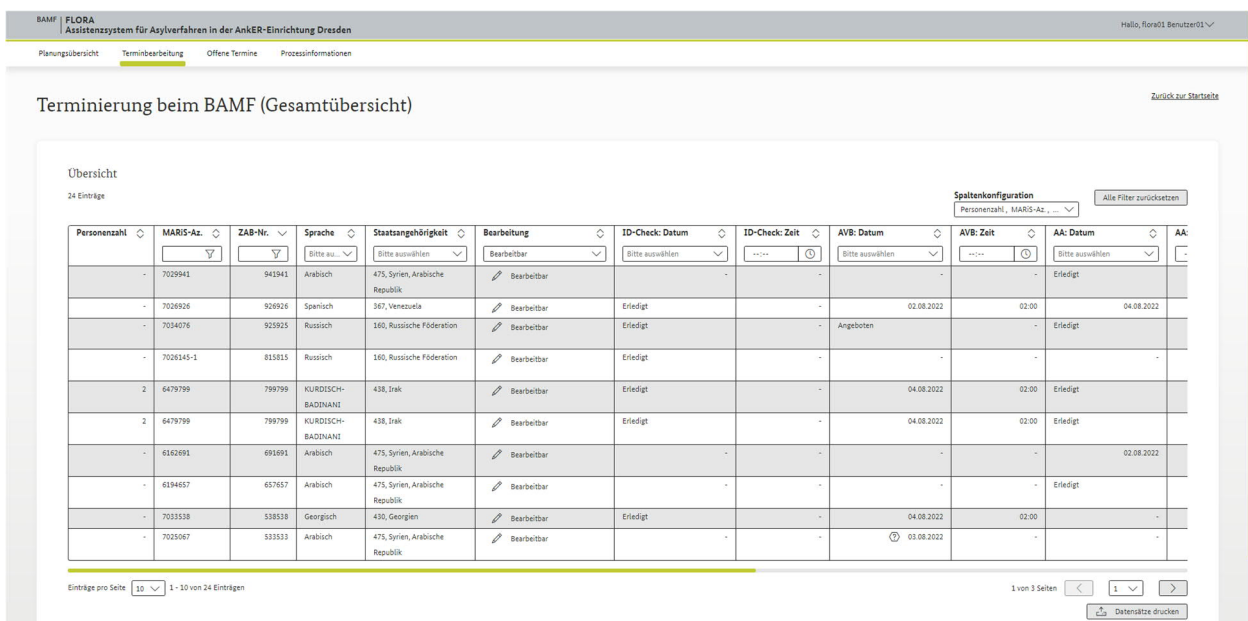 BAMF FLORA
Assistenzsystem für Asylverfahren in der AnkER-Einrichtung Dresden
Hallo, flora01 Benutzer01
Planungsübersicht Terminbearbeitung Offene Termine Prozessinformationen
Terminierung beim BAMF (Gesamtübersicht)
Zurück zur Startseite
Übersicht
24 Einträge
Spaltenkonfiguration
Personenzahl, MARiS-Az., ...
Alle Filter zurücksetzen
Personenzahl MARiS-Az. ZAB-Nr. Sprache Staatsangehörigkeit Bearbeitung ID-Check: Datum ID-Check: Zeit AVB: Datum AVB: Zeit AA: Datum AA:
Bitte au... Bitte auswählen Bearbeitbar Bitte auswählen --:-- Bitte auswählen --:-- Bitte auswählen -
- 7029941 941941 Arabisch 475, Syrien, Arabische Bearbeitbar - - - - Erledigt
Republik
- 7026926 926926 Spanisch 367, Venezuela Bearbeitbar Erledigt - 02.08.2022 02:00 04.08.2022
- 7034076 925925 Russisch 160, Russische Föderation Bearbeitbar Erledigt - Angeboten - Erledigt
- 7026145-1 815815 Russisch 160, Russische Föderation Bearbeitbar Erledigt - - - -
2 6479799 799799 KURDISCH- 438, Irak Bearbeitbar Erledigt - 04.08.2022 02:00 Erledigt
BADINANI
2 6479799 799799 KURDISCH- 438, Irak Bearbeitbar Erledigt - 04.08.2022 02:00 Erledigt
BADINANI
- 6162691 691691 Arabisch 475, Syrien, Arabische Bearbeitbar - - - - 02.08.2022
Republik
- 6194657 657657 Arabisch 475, Syrien, Arabische Bearbeitbar - - - - Erledigt
Republik
- 7033538 538538 Georgisch 430, Georgien Bearbeitbar Erledigt - 04.08.2022 02:00 -
- 7025067 533533 Arabisch 475, Syrien, Arabische Bearbeitbar - - 03.08.2022 - -
Republik
Einträge pro Seite 10 1 - 10 von 24 Einträgen
1 von 3 Seiten 1
Datensätze drucken